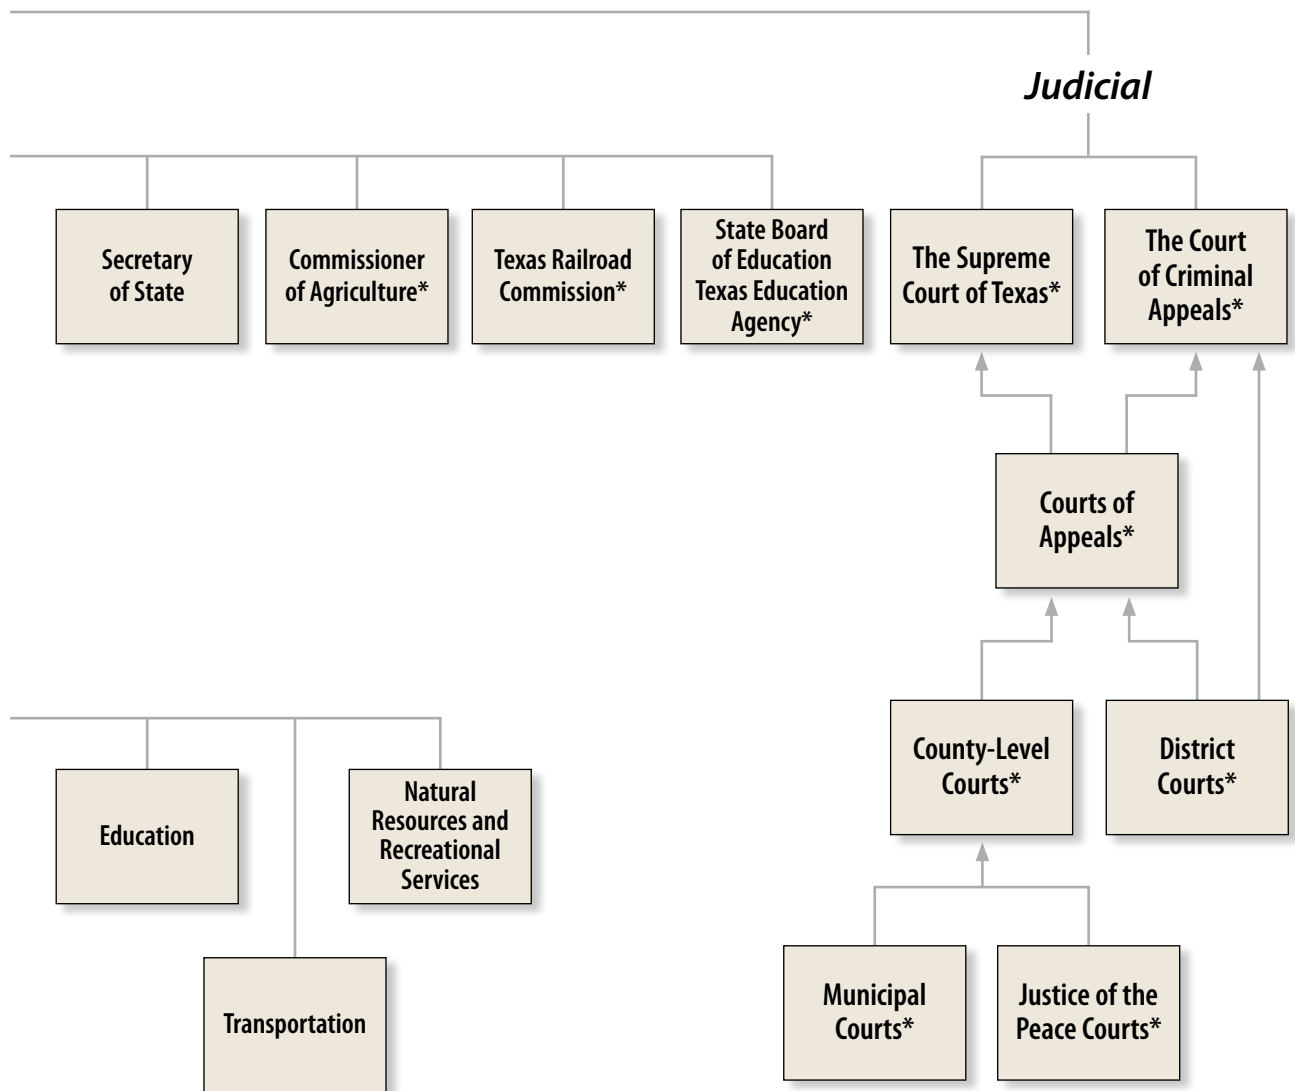 Judicial
Secretary
of State
Commissioner
of Agriculture*
Texas Railroad
Commission*
State Board
of Education
Texas Education
Agency*
The Supreme
Court of Texas*
The Court
of Criminal
Appeals*
Courts of
Appeals*
County-Level
Courts*
District
Courts*
Education
Natural
Resources and
Recreational
Services
Transportation
Municipal
Courts*
Justice of the
Peace Courts*